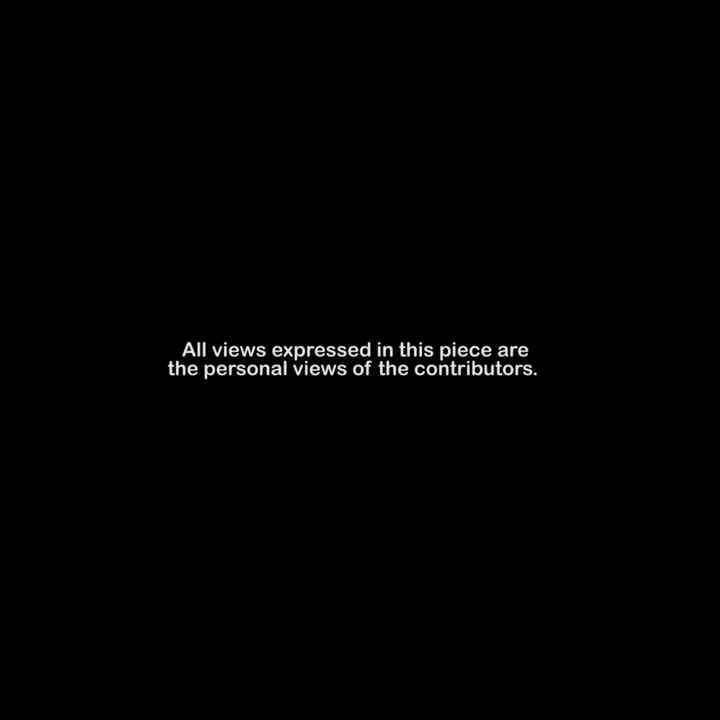 All views expressed in this piece are
the personal views of the contributors.